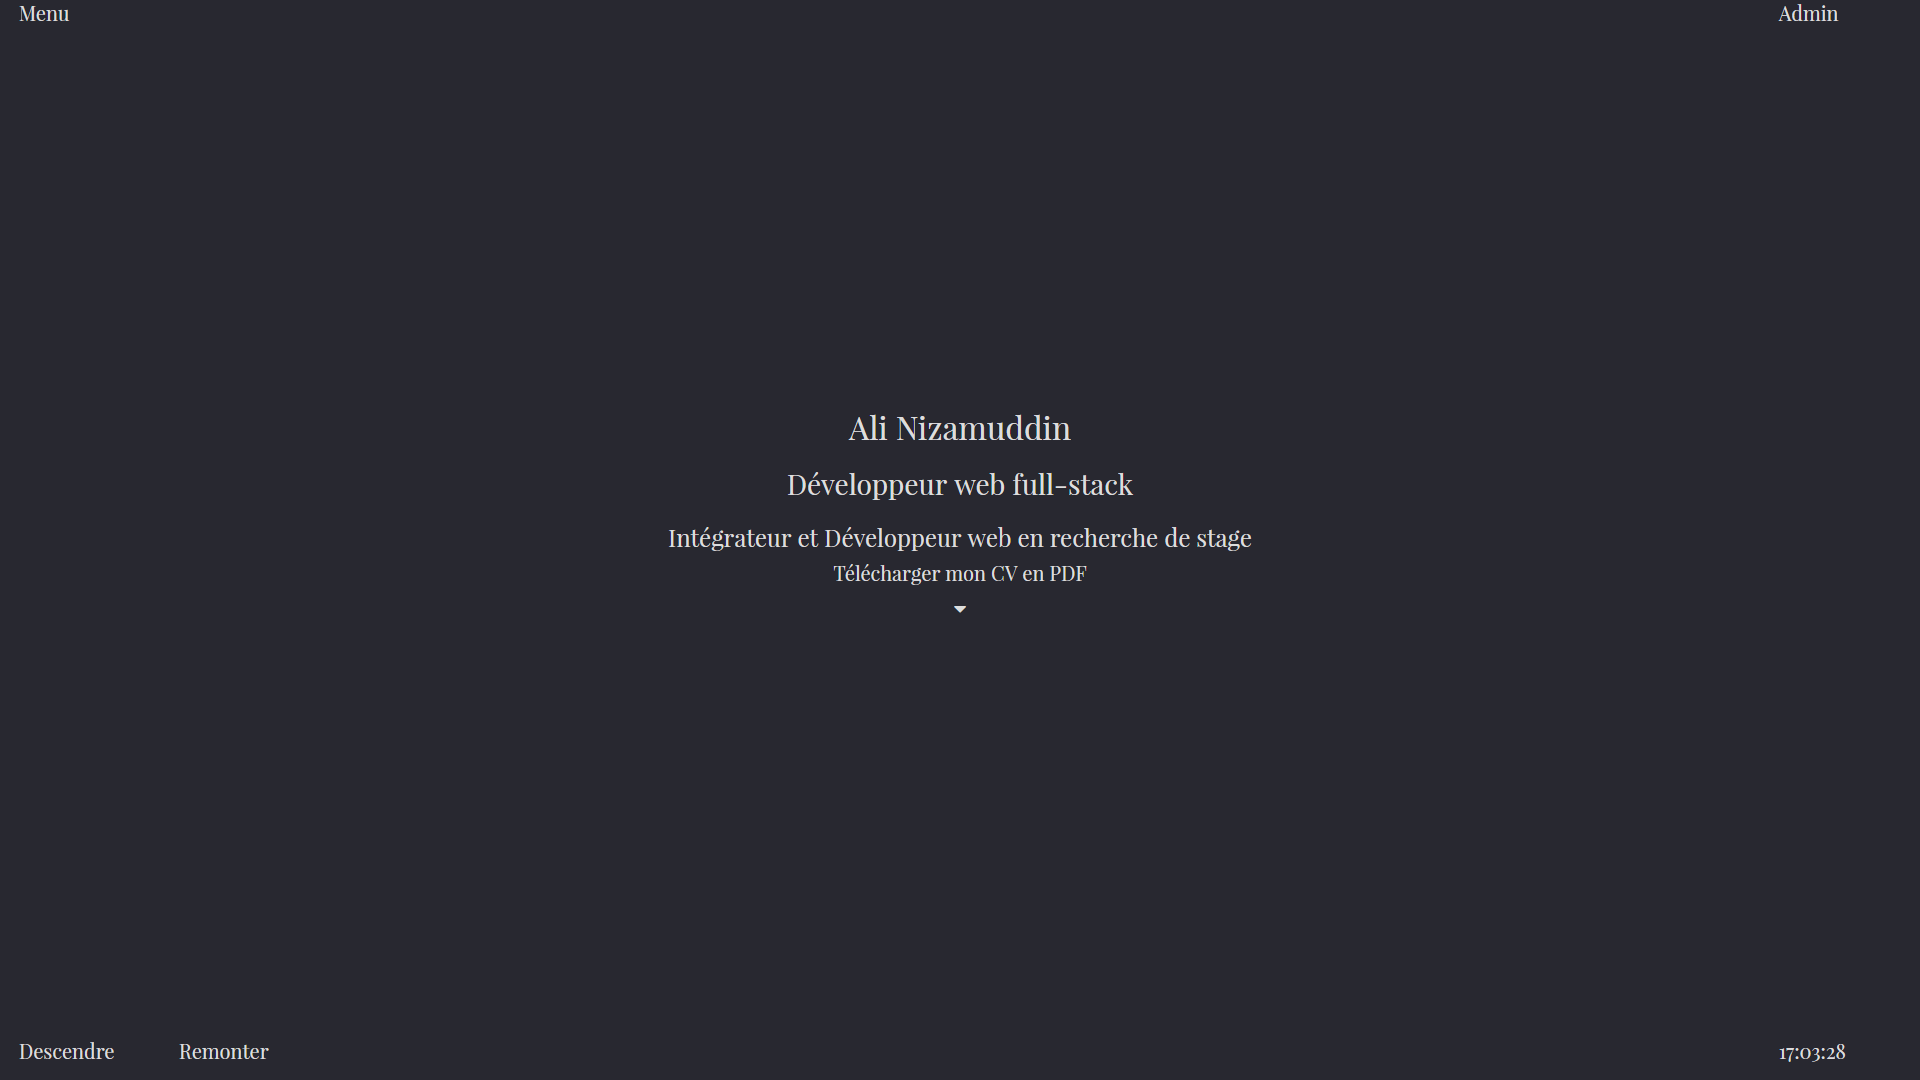 Menu
Admin
Ali Nizamuddin
Développeur web full-stack
Intégrateur et Développeur web en recherche de stage
Télécharger mon CV en PDF
Descendre
Remonter
17:03:28